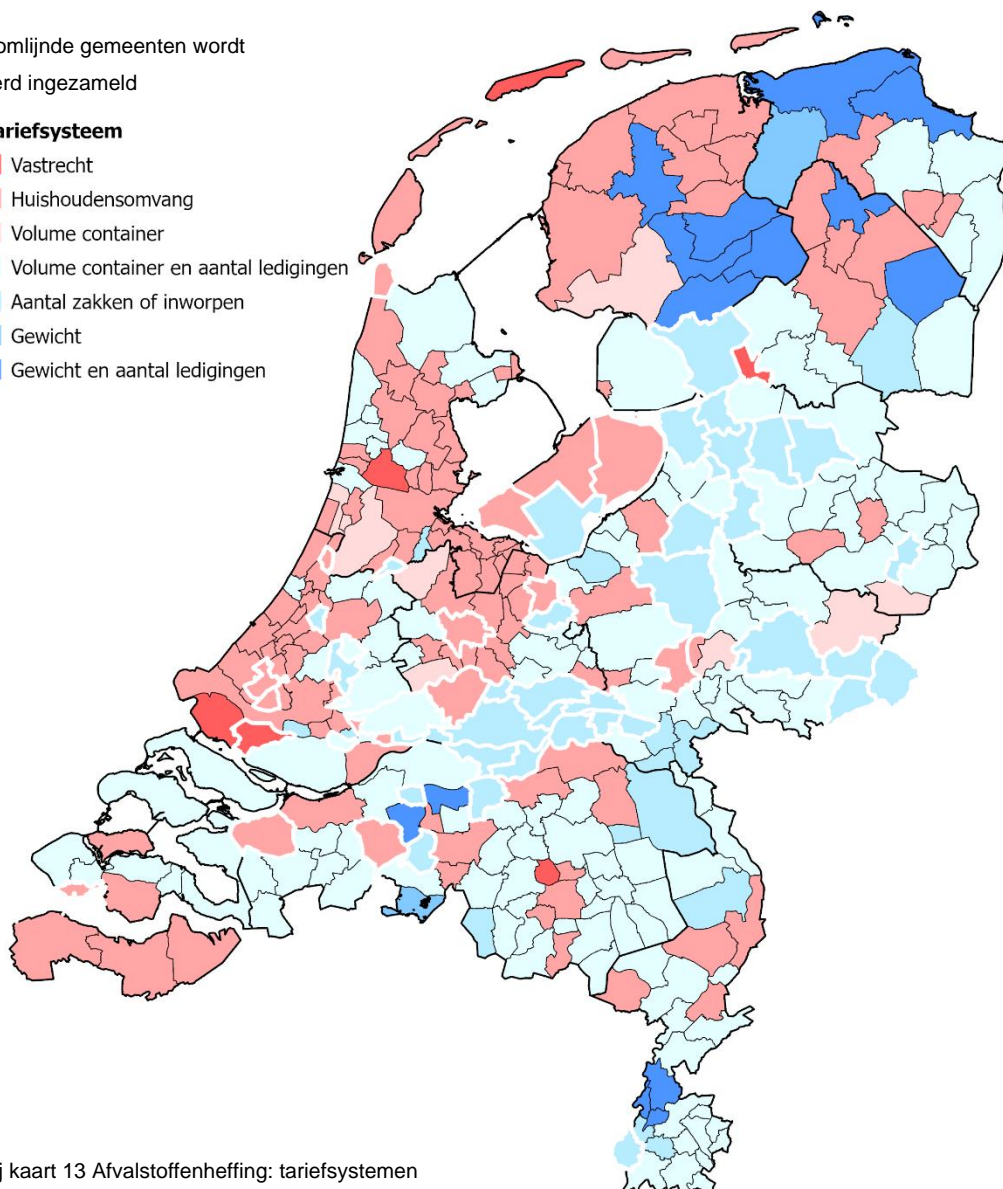 omlijnde gemeenten wordt
erd ingezameld
ariefsysteem
Vastrecht
Huishoudensomvang
Volume container
Volume container en aantal ledigingen
Aantal zakken of inworpen
Gewicht
Gewicht en aantal ledigingen
j kaart 13 Afvalstoffenheffing: tariefsystemen